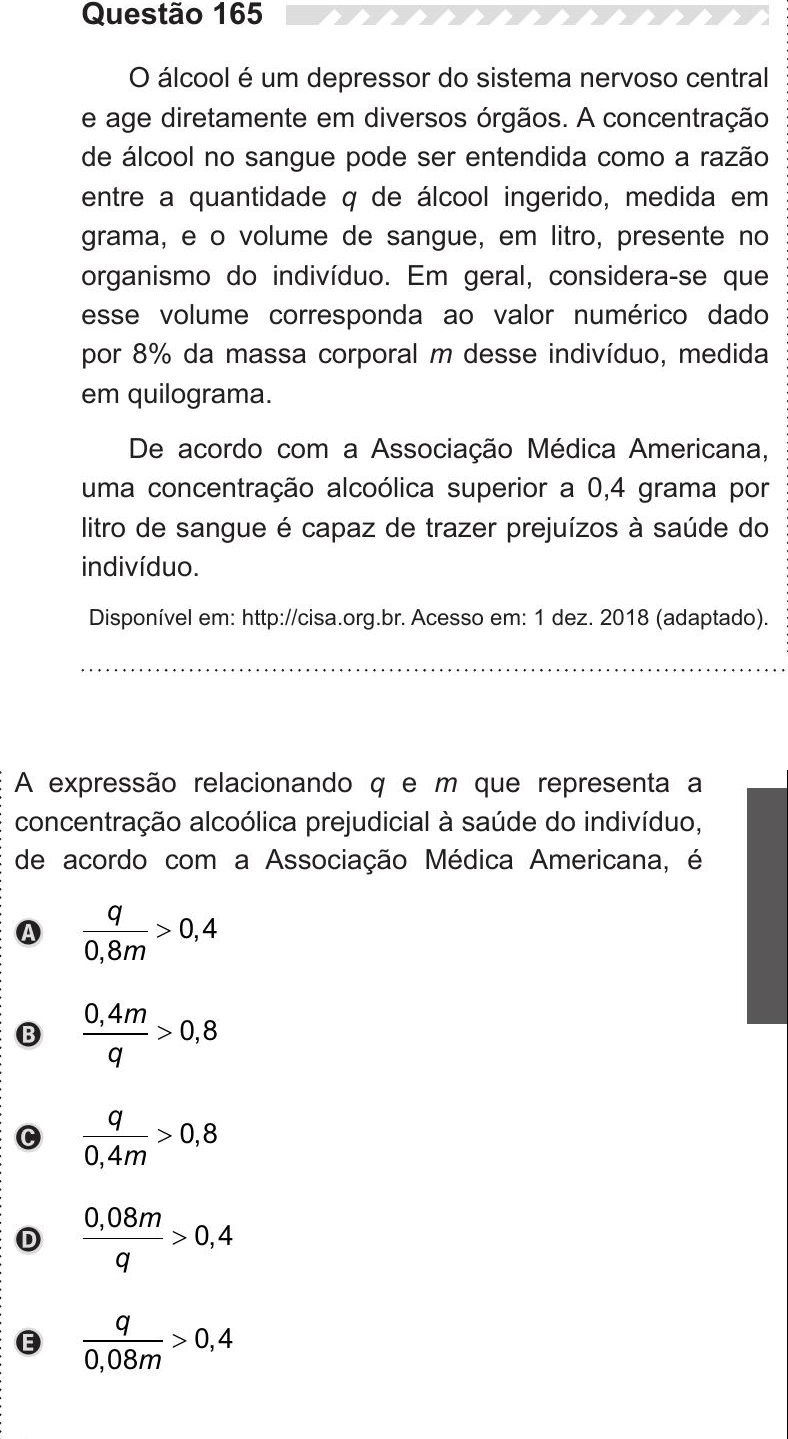 Questão 165
O álcool é um depressor do sistema nervoso central
e age diretamente em diversos órgãos. A concentração
de álcool no sangue pode ser entendida como a razão
entre a quantidade q de álcool ingerido, medida em
grama, e o volume de sangue, em litro, presente no
organismo do indivíduo. Em geral, considera-se que
esse volume corresponda ao valor numérico dado
por 8% da massa corporal m desse indivíduo, medida
em quilograma.
De acordo com a Associação Médica Americana,
uma concentração alcoólica superior a 0,4 grama por
litro de sangue é capaz de trazer prejuízos à saúde do
indivíduo.
Disponível em: http://cisa.org.br. Acesso em: 1 dez. 2018 (adaptado).
A expressão relacionando q e m que representa a
concentração alcoólica prejudicial à saúde do indivíduo,
de acordo com a Associação Médica Americana, é
A q/0,8m > 0,4
B 0,4m/q > 0,8
C q/0,4m > 0,8
D 0,08m/q > 0,4
E q/0,08m > 0,4